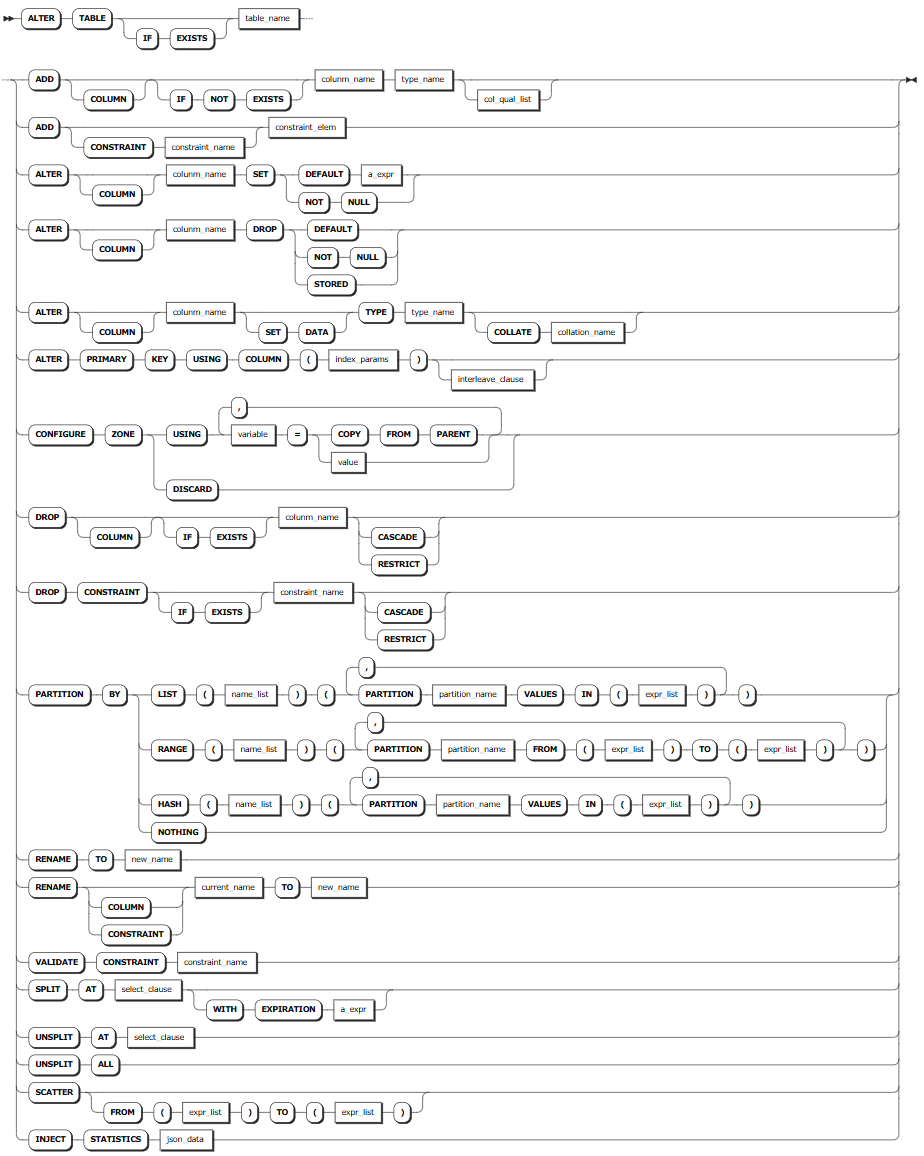 ALTER TABLE table_name
IF EXISTS
ADD colunm_name type_name
COLUMN IF NOT EXISTS col_qual_list
ADD constraint_elem
CONSTRAINT constraint_name
ALTER colunm_name SET DEFAULT a_expr
COLUMN NOT NULL
ALTER colunm_name DROP DEFAULT
COLUMN NOT NULL
STORED
ALTER colunm_name TYPE type_name
COLUMN SET DATA COLLATE collation_name
ALTER PRIMARY KEY USING COLUMN ( index_params )
interleave_clause
,
CONFIGURE ZONE USING variable = COPY FROM PARENT
value
DISCARD
DROP colunm_name
COLUMN IF EXISTS CASCADE
RESTRICT
DROP CONSTRAINT constraint_name
IF EXISTS CASCADE
RESTRICT
,
PARTITION BY LIST ( name_list ) ( PARTITION partition_name VALUES IN ( expr_list ) )
,
RANGE ( name_list ) ( PARTITION partition_name FROM ( expr_list ) TO ( expr_list ) )
,
HASH ( name_list ) ( PARTITION partition_name VALUES IN ( expr_list ) )
NOTHING
RENAME TO new_name
RENAME current_name TO new_name
COLUMN
CONSTRAINT
VALIDATE CONSTRAINT constraint_name
SPLIT AT select_clause
WITH EXPIRATION a_expr
UNSPLIT AT select_clause
UNSPLIT ALL
SCATTER
FROM ( expr_list ) TO ( expr_list )
INJECT STATISTICS json_data